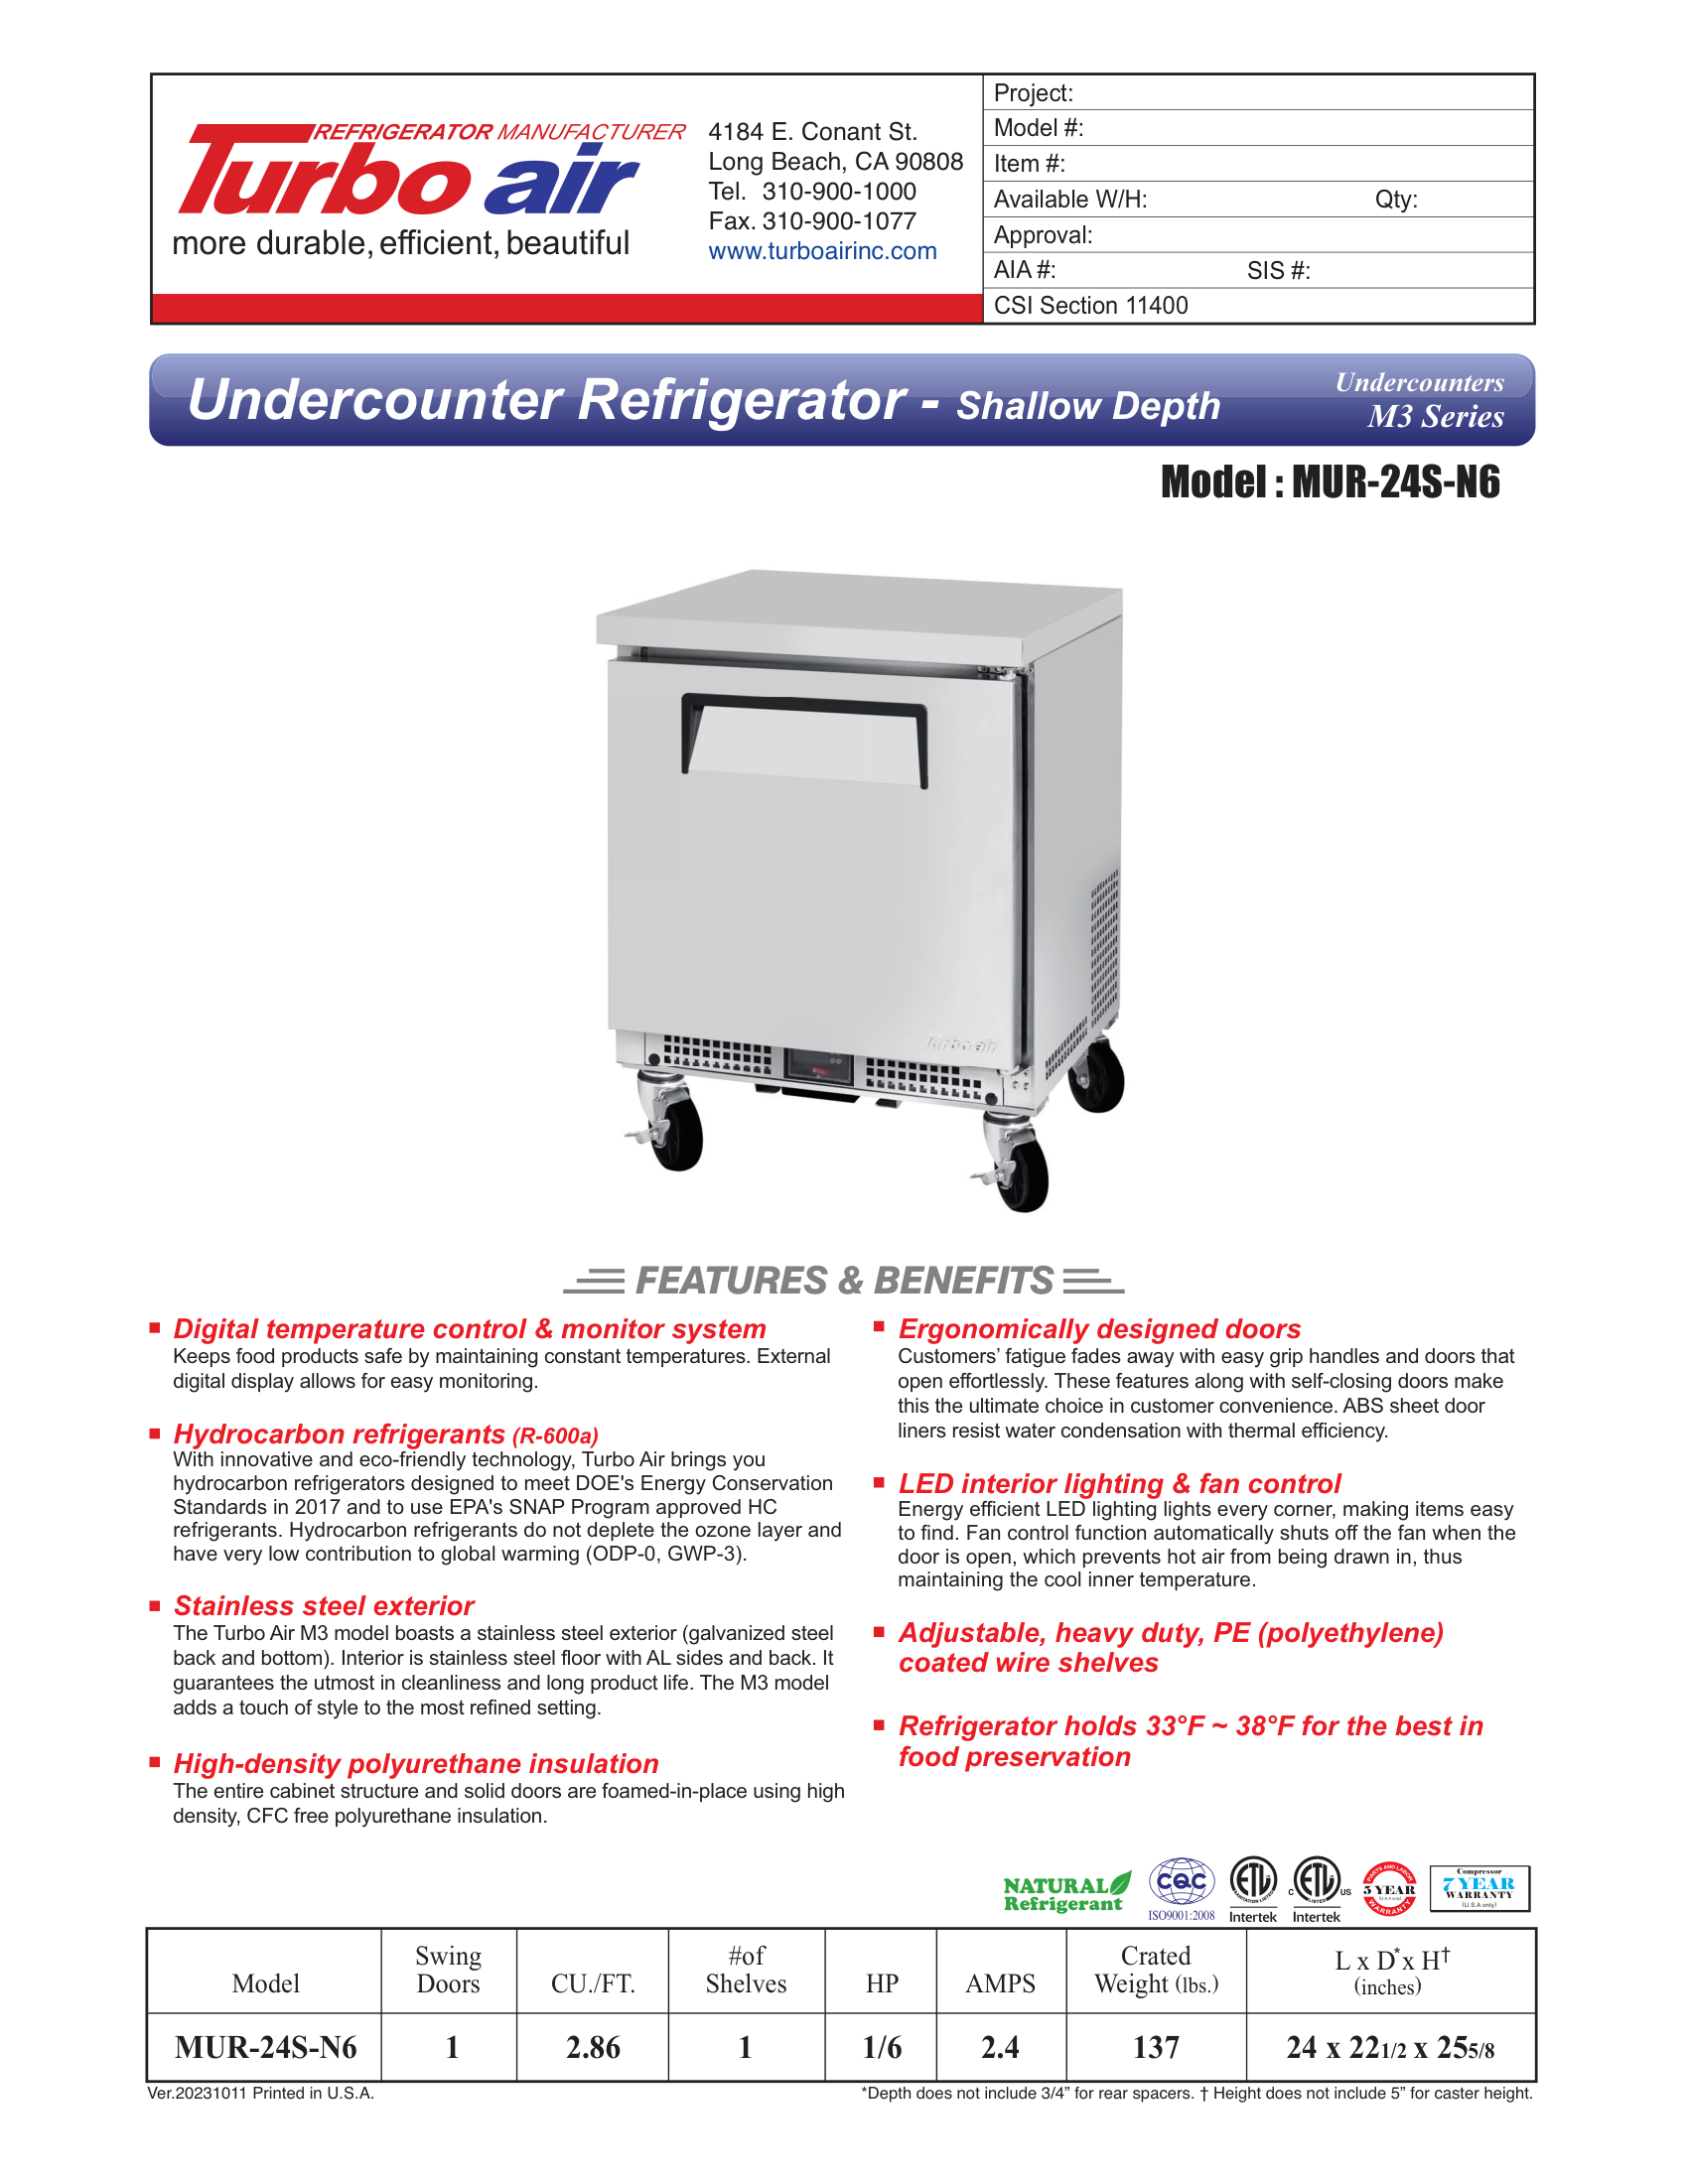 REFRIGERATOR MANUFACTURER
Turbo air
more durable, efficient, beautiful
4184 E. Conant St.
Long Beach, CA 90808
Tel. 310-900-1000
Fax. 310-900-1077
www.turboairinc.com
Project:
Model #:
Item #:
Available W/H: Qty:
Approval:
AIA #: SIS #:
CSI Section 11400
Undercounter Refrigerator - Shallow Depth
Undercounters
M3 Series
Model : MUR-24S-N6
Turbo air
FEATURES & BENEFITS
Digital temperature control & monitor system
Keeps food products safe by maintaining constant temperatures. External
digital display allows for easy monitoring.
Hydrocarbon refrigerants (R-600a)
With innovative and eco-friendly technology, Turbo Air brings you
hydrocarbon refrigerators designed to meet DOE's Energy Conservation
Standards in 2017 and to use EPA's SNAP Program approved HC
refrigerants. Hydrocarbon refrigerants do not deplete the ozone layer and
have very low contribution to global warming (ODP-0, GWP-3).
Stainless steel exterior
The Turbo Air M3 model boasts a stainless steel exterior (galvanized steel
back and bottom). Interior is stainless steel floor with AL sides and back. It
guarantees the utmost in cleanliness and long product life. The M3 model
adds a touch of style to the most refined setting.
High-density polyurethane insulation
The entire cabinet structure and solid doors are foamed-in-place using high
density, CFC free polyurethane insulation.
Ergonomically designed doors
Customers’ fatigue fades away with easy grip handles and doors that
open effortlessly. These features along with self-closing doors make
this the ultimate choice in customer convenience. ABS sheet door
liners resist water condensation with thermal efficiency.
LED interior lighting & fan control
Energy efficient LED lighting lights every corner, making items easy
to find. Fan control function automatically shuts off the fan when the
door is open, which prevents hot air from being drawn in, thus
maintaining the cool inner temperature.
Adjustable, heavy duty, PE (polyethylene)
coated wire shelves
Refrigerator holds 33°F ~ 38°F for the best in
food preservation
NATURAL
Refrigerant
CQC
ISO9001:2008
ETL
SANITATION LISTED
Intertek
C ETL US
LISTED
Intertek
PARTS AND LABOR
5 YEAR
(U.S.A only)
WARRANTY
Compressor
7 YEAR
WARRANTY
(U.S.A only)
Model
Swing
Doors
CU./FT.
#of
Shelves
HP
AMPS
Crated
Weight (lbs.)
L x D* x H†
(inches)
MUR-24S-N6 1 2.86 1 1/6 2.4 137 24 x 22 1/2 x 25 5/8
Ver.20231011 Printed in U.S.A.
*Depth does not include 3/4” for rear spacers. † Height does not include 5” for caster height.